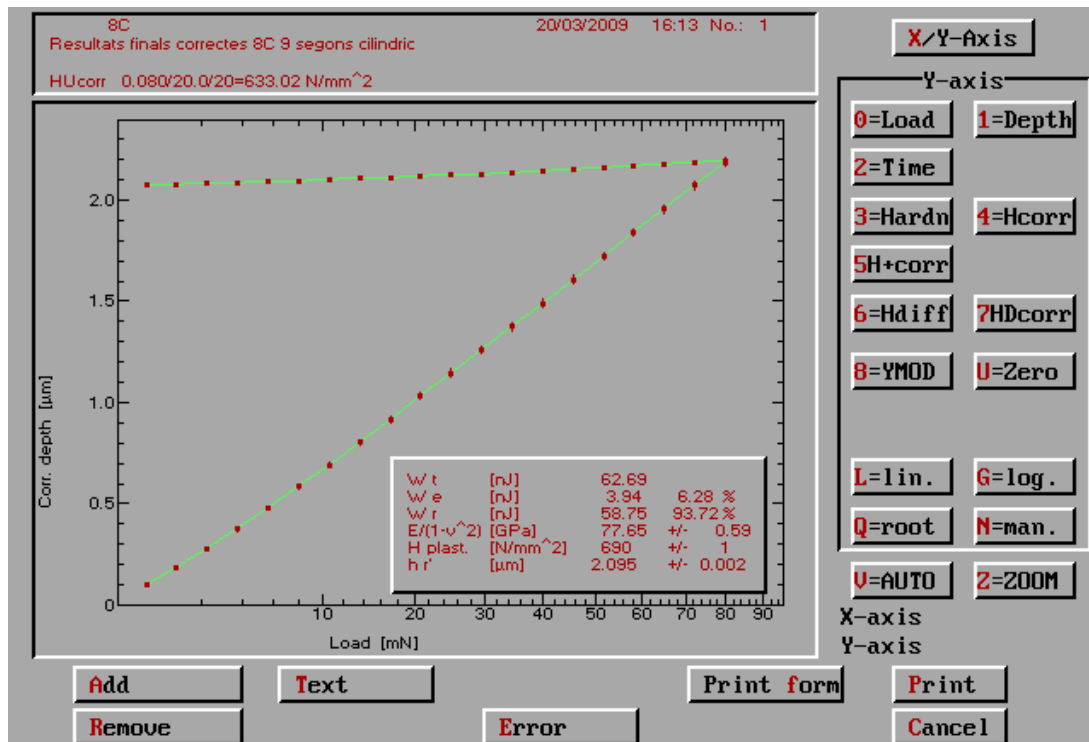 8C 20/03/2009 16:13 No.: 1
Resultats finals correctes 8C 9 segons cilindric
HUcorr 0.080/20.0/20=633.02 N/mm^2
X/Y-Axis
Y-axis
0=Load 1=Depth
2=Time
3=Hardn 4=Hcorr
5H+corr
6=Hdiff 7HDcorr
8=YMOD U=Zero
L=lin. G=log.
Q=root N=man.
V=AUTO Z=ZOOM
X-axis
Y-axis
Corr. depth [µm]
2.0
1.5
1.0
0.5
0
W t [nJ] 62.69
W e [nJ] 3.94 6.28 %
W r [nJ] 58.75 93.72 %
E/(1-v^2) [GPa] 77.65 +/- 0.59
H plast. [N/mm^2] 690 +/- 1
h r' [µm] 2.095 +/- 0.002
10 20 30 40 50 60 70 80 90
Load [mN]
Add Text Print form Print
Remove Error Cancel